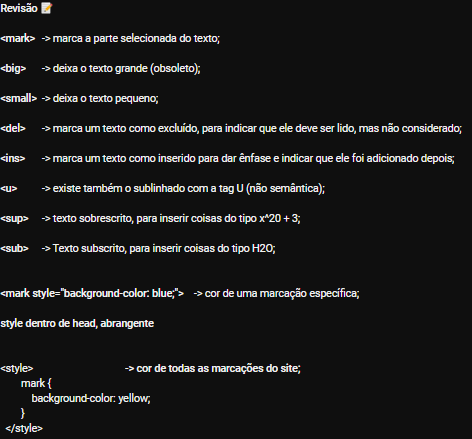 Revisão 📝
<mark> -> marca a parte selecionada do texto;
<big> -> deixa o texto grande (obsoleto);
<small> -> deixa o texto pequeno;
<del> -> marca um texto como excluído, para indicar que ele deve ser lido, mas não considerado;
<ins> -> marca um texto como inserido para dar ênfase e indicar que ele foi adicionado depois;
<u> -> existe também o sublinhado com a tag U (não semântica);
<sup> -> texto sobrescrito, para inserir coisas do tipo x^20 + 3;
<sub> -> Texto subscrito, para inserir coisas do tipo H2O;
<mark style="background-color: blue;"> -> cor de uma marcação específica;
style dentro de head, abrangente
<style> -> cor de todas as marcações do site;
mark {
background-color: yellow;
}
</style>